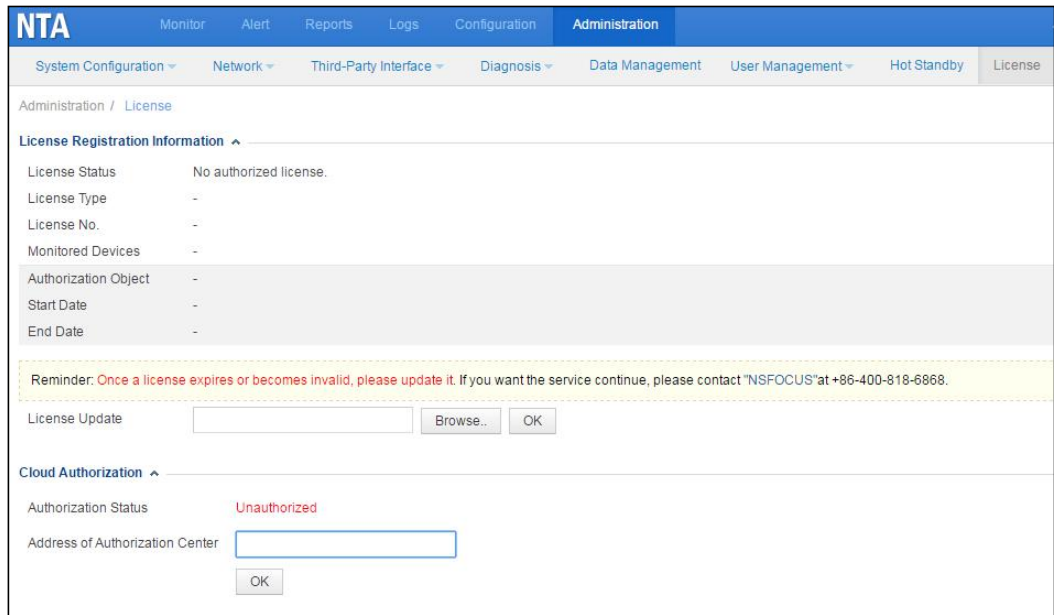 NTA Monitor Alert Reports Logs Configuration Administration
System Configuration Network Third-Party Interface Diagnosis Data Management User Management Hot Standby License
Administration / License
License Registration Information
License Status No authorized license.
License Type -
License No. -
Monitored Devices -
Authorization Object -
Start Date -
End Date -
Reminder: Once a license expires or becomes invalid, please update it. If you want the service continue, please contact "NSFOCUS"at +86-400-818-6868.
License Update Browse.. OK
Cloud Authorization
Authorization Status Unauthorized
Address of Authorization Center
OK